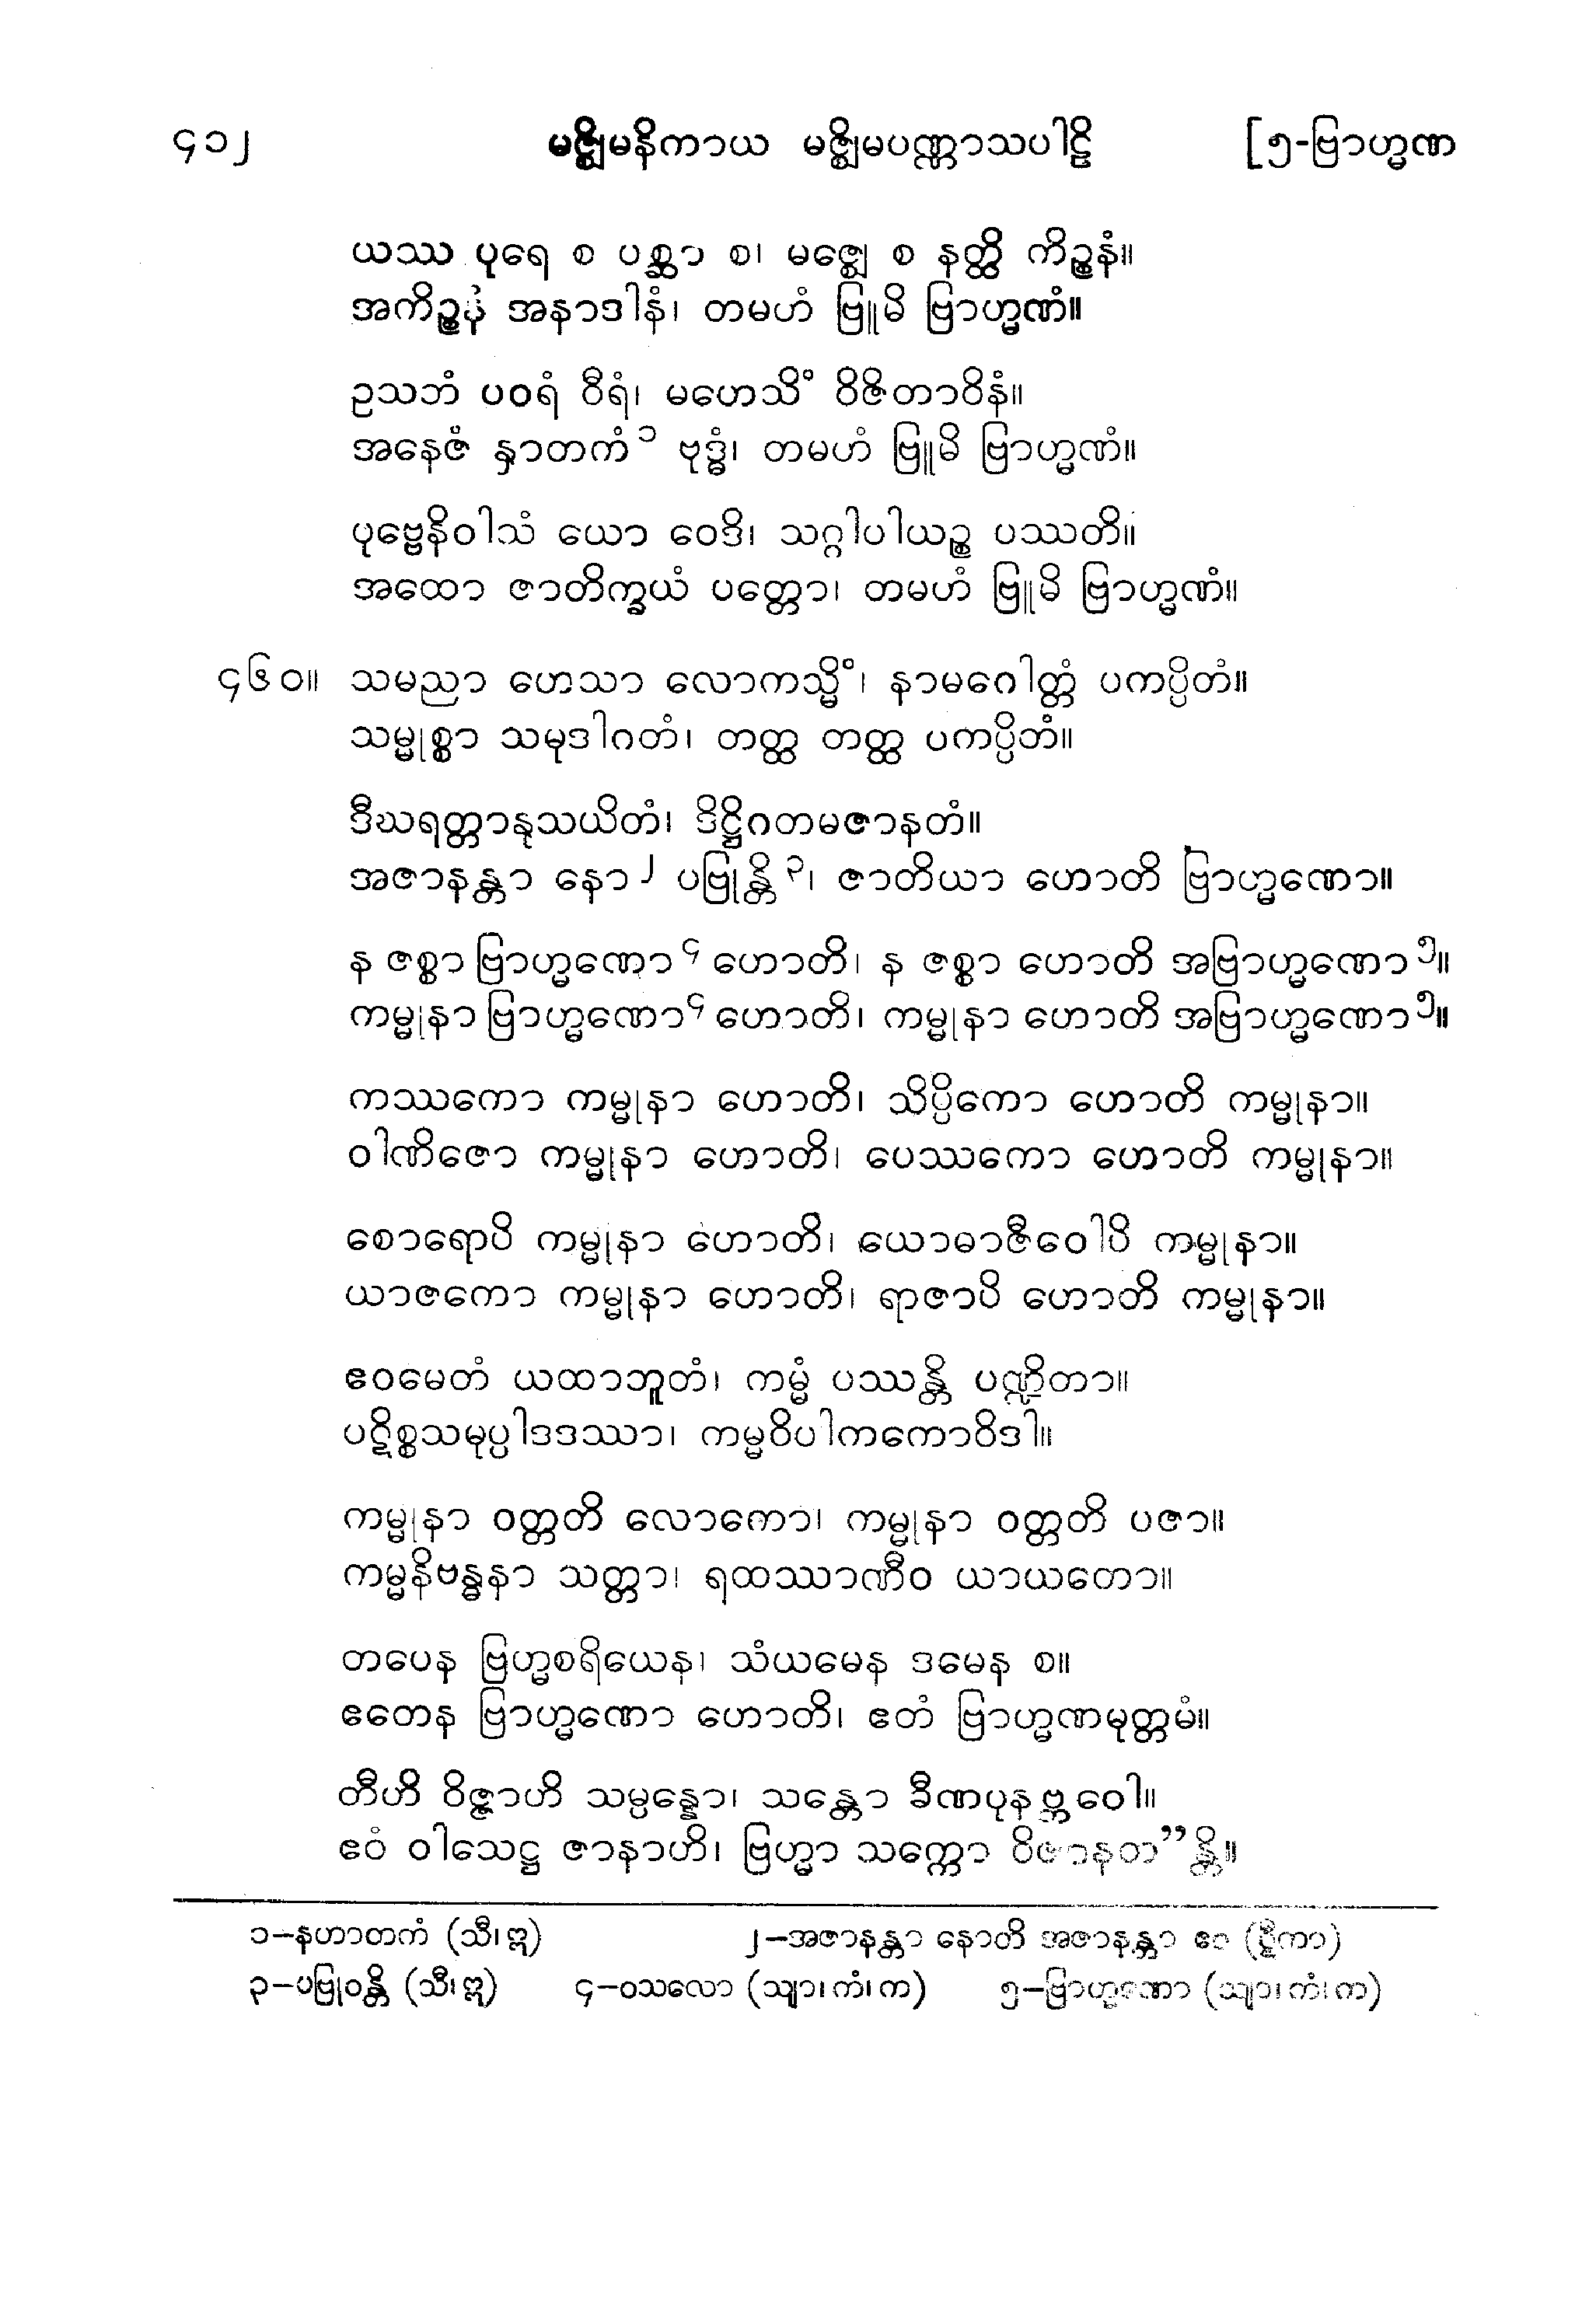 ၄၁၂ မဇ္ဈိမနိကာယ မဇ္ဈိမပဏ္ဏာသပါဠိ [၅-ဗြာဟ္မဏ
ယဿ ပုရေ စ ပစ္ဆာ စ၊ မဇ္ဈေ စ နတ္ထိ ကိဉ္စနံ။
အကိဉ္စနံ အနာဒါနံ၊ တမဟံ ဗြူမိ ဗြာဟ္မဏံ။
ဥသဘံ ပဝရံ ဝီရံ၊ မဟေသိံ ဝိဇိတာဝိနံ။
အနေဇံ နှာတကံ ၁ ဗုဒ္ဓံ၊ တမဟံ ဗြူမိ ဗြာဟ္မဏံ။
ပုဗ္ဗေနိဝါသံ ယော ဝေဒိ၊ သဂ္ဂါပါယဉ္စ ပဿတိ။
အထော ဇာတိက္ခယံ ပတ္တော၊ တမဟံ ဗြူမိ ဗြာဟ္မဏံ။
၄၆၀။ သမညာ ဟေသာ လောကသ္မိံ၊ နာမဂေါတ္တံ ပကပ္ပိတံ။
သမ္မုစ္စာ သမုဒါဂတံ၊ တတ္ထ တတ္ထ ပကပ္ပိတံ။
ဒီဃရတ္တာနုသယိတံ၊ ဒိဋ္ဌိဂတမဇာနတံ။
အဇာနန္တာ နော ၂ ပဗြုန္တိ ၃၊ ဇာတိယာ ဟောတိ ဗြာဟ္မဏော။
န ဇစ္စာ ဗြာဟ္မဏော ၄ ဟောတိ၊ န ဇစ္စာ ဟောတိ အဗြာဟ္မဏော ၅။
ကမ္မုနာ ဗြာဟ္မဏော ၄ ဟောတိ၊ ကမ္မုနာ ဟောတိ အဗြာဟ္မဏော ၅။
ကဿကော ကမ္မုနာ ဟောတိ၊ သိပ္ပိကော ဟောတိ ကမ္မုနာ။
ဝါဏိဇော ကမ္မုနာ ဟောတိ၊ ပေဿကော ဟောတိ ကမ္မုနာ။
စောရောပိ ကမ္မုနာ ဟောတိ၊ ယောဓာဇီဝေါပိ ကမ္မုနာ။
ယာဇကော ကမ္မုနာ ဟောတိ၊ ရာဇာပိ ဟောတိ ကမ္မုနာ။
ဧဝမေတံ ယထာဘူတံ၊ ကမ္မံ ပဿန္တိ ပဏ္ဍိတာ။
ပဋိစ္စသမုပ္ပါဒဒဿာ၊ ကမ္မဝိပါကကောဝိဒါ။
ကမ္မုနာ ဝတ္တတိ လောကော၊ ကမ္မုနာ ဝတ္တတိ ပဇာ။
ကမ္မနိဗန္ဓနာ သတ္တာ၊ ရထဿာဏီဝ ယာယတော။
တပေန ဗြဟ္မစရိယေန၊ သံယမေန ဒမေန စ။
ဧတေန ဗြာဟ္မဏော ဟောတိ၊ ဧတံ ဗြာဟ္မဏမုတ္တမံ။
တီဟိ ဝိဇ္ဇာဟိ သမ္ပန္နော၊ သန္တော ခီဏပုနဗ္ဘဝေါ။
ဧဝံ ဝါသေဋ္ဌ ဇာနာဟိ၊ ဗြဟ္မာ သက္ကော ဝိဇာနတ”န္တိ။
၁–နဟာတကံ (သီ၊ဣ) ၂–အဇာနန္တာ နောတိ အဇာနန္တာ ဧဝ (ဋီကာ)
၃–ပဗြုဝန္တိ (သီ၊ဣ) ၄–ဝသလော (သျာ၊ကံ၊က) ၅–ဗြာဟ္မဏော (သျာ၊ကံ၊က)